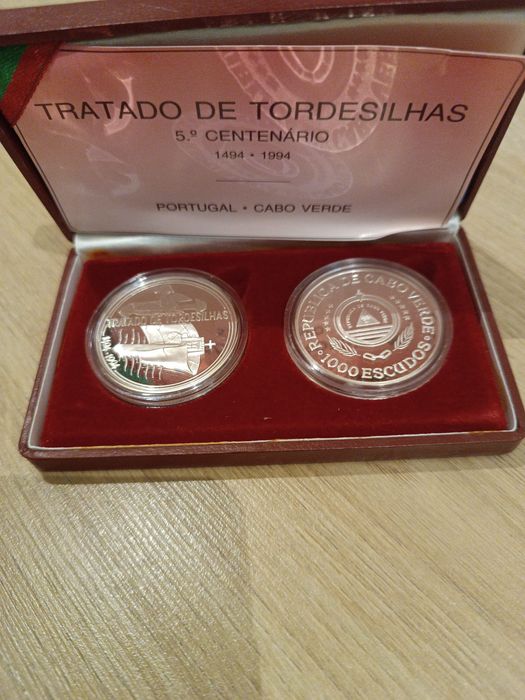 TRATADO DE TORDESILHAS
5.º CENTENÁRIO
1494 • 1994
PORTUGAL • CABO VERDE
TRATADO DE TORDESILHAS
REPÚBLICA DE CABO VERDE
• 1000 ESCUDOS •